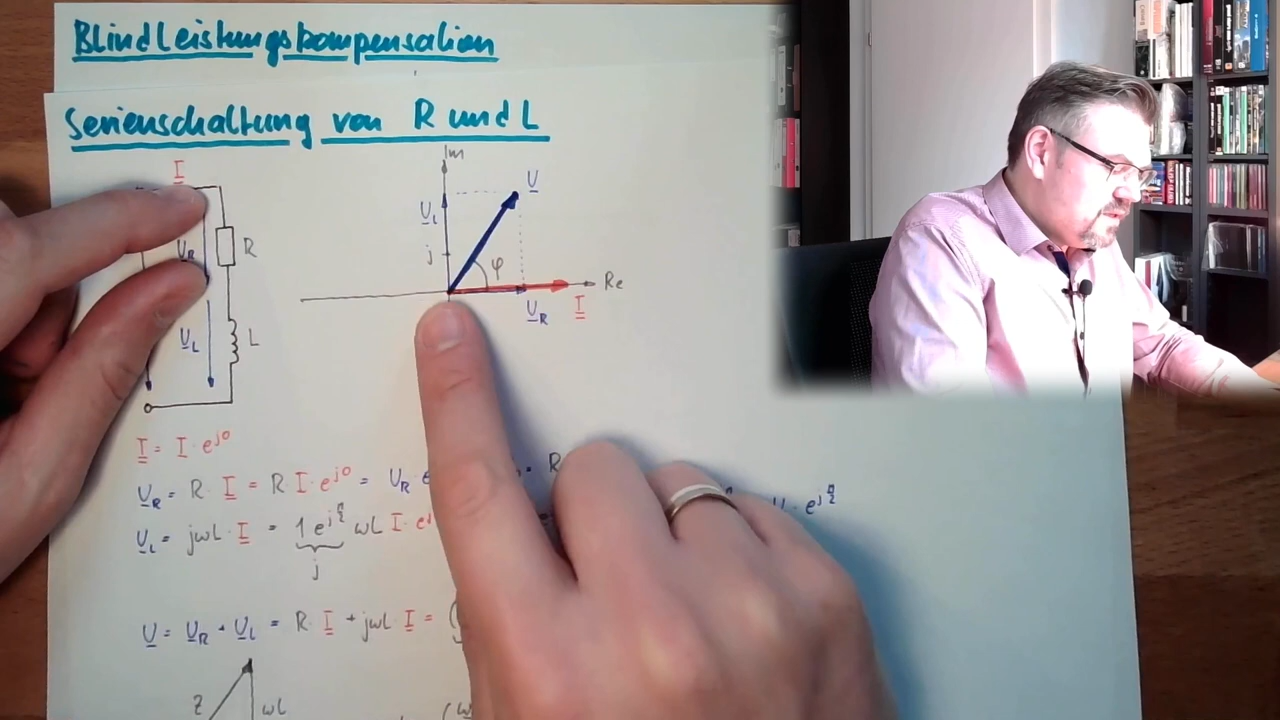 Blindleistungskompensation
Serienschaltung von R und L
I
U_R
R
U_L
L
Im
U
U_L
j
φ
Re
U_R
I
I = I · e^{j0}
U_R = R · I = R I · e^{j0} = U_R
R
U_L = jωL · I = 1 e^{j π/2} ωL I · e^j
· e^{j π/2}
j
U = U_R + U_L = R · I + jωL I = (
Z
ωL